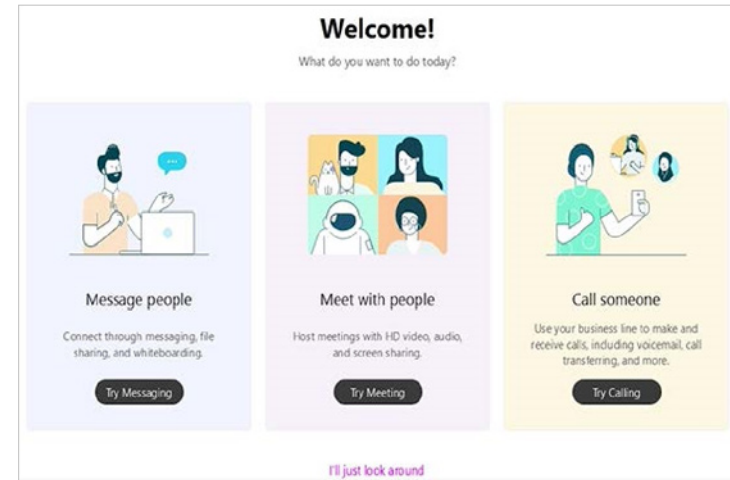 Welcome!
What do you want to do today?
Message people
Connect through messaging, file
sharing, and whiteboarding.
Try Messaging
Meet with people
Host meetings with HD video, audio,
and screen sharing.
Try Meeting
Call someone
Use your business line to make and
receive calls, including voicemail, call
transferring, and more.
Try Calling
I'll just look around